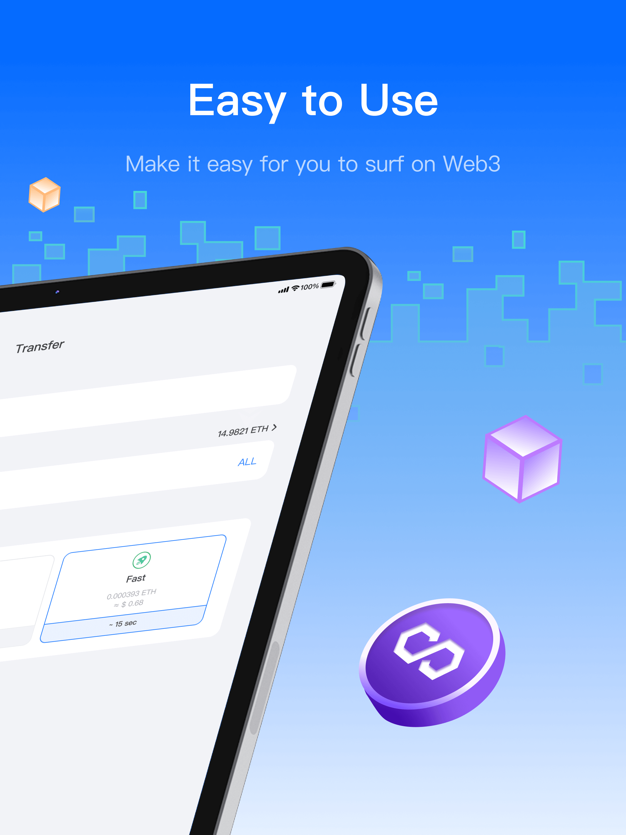 Easy to Use
Make it easy for you to surf on Web3
100%
Transfer
14.9821 ETH >
ALL
Fast
0.000393 ETH
≈ $ 0.68
~ 15 sec